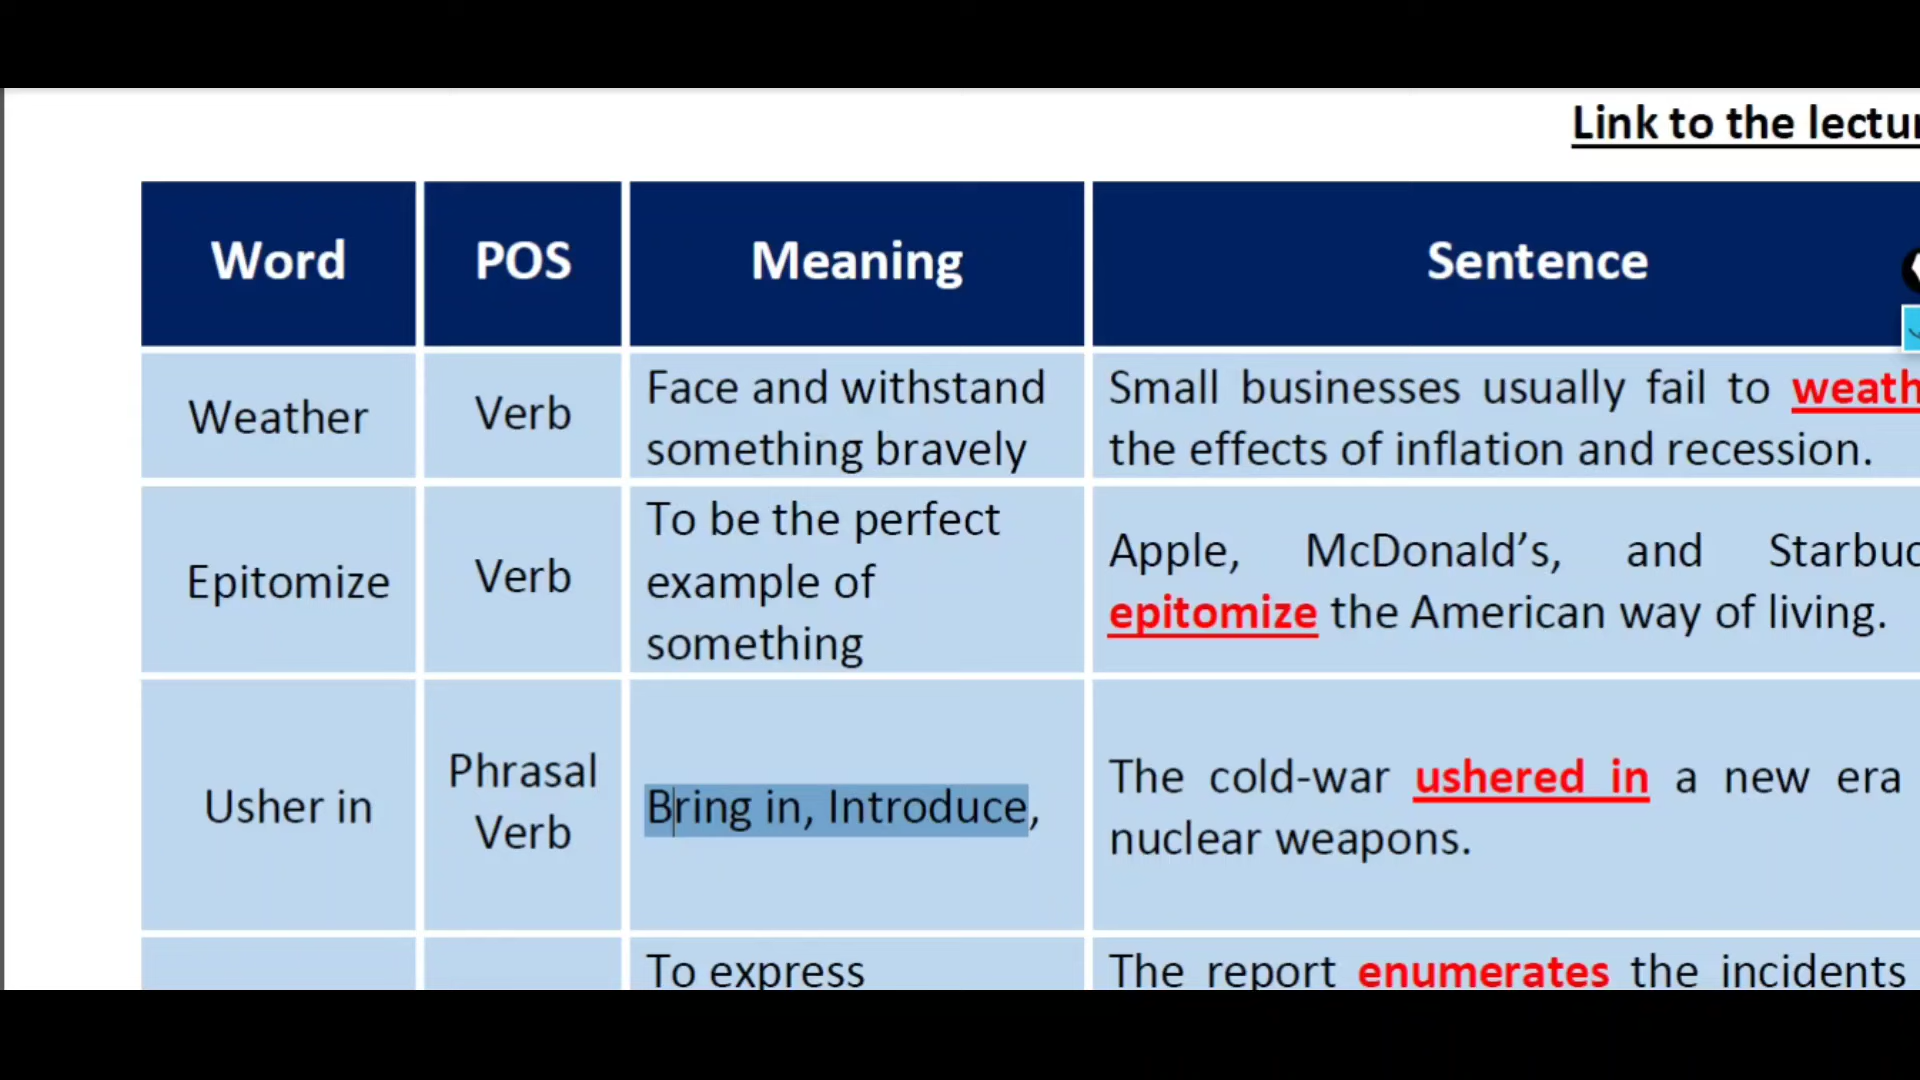 Link to the
Word POS Meaning Sentence
Weather
Verb
Face and withstand
something bravely
Small businesses usually fail to
the effects of inflation and recession.
Epitomize
Verb
To be the perfect
example of
something
Apple, McDonald’s, and
epitomize the American way of living.
Usher in
Phrasal
Verb
Bring in, Introduce,
The cold-war ushered in a new era
nuclear weapons.
To express
The report enumerates the incidents